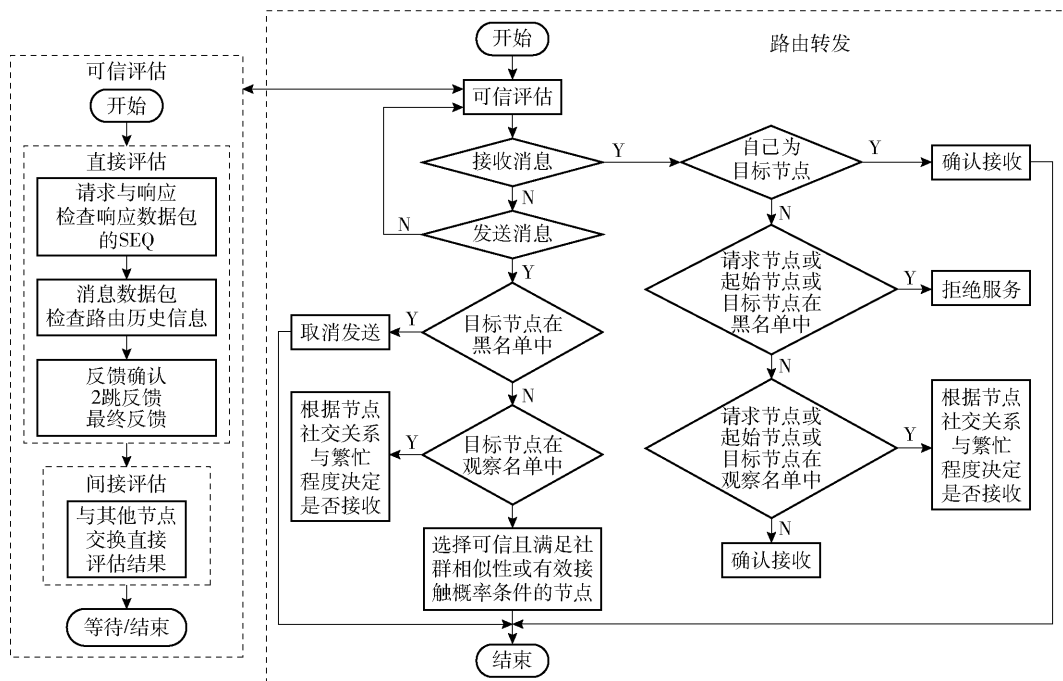 可信评估
开始
直接评估
请求与响应
检查响应数据包
的SEQ
消息数据包
检查路由历史信息
反馈确认
2跳反馈
最终反馈
间接评估
与其他节点
交换直接
评估结果
等待/结束
路由转发
开始
可信评估
接收消息
Y
N
发送消息
N
Y
目标节点在
黑名单中
Y
取消发送
N
目标节点在
观察名单中
Y
根据节点
社交关系
与繁忙
程度决定
是否接收
N
选择可信且满足社
群相似性或有效接
触概率条件的节点
结束
自己为
目标节点
Y
确认接收
N
请求节点或
起始节点或
目标节点在
黑名单中
Y
拒绝服务
N
请求节点或
起始节点或
目标节点在
观察名单中
Y
根据节点
社交关系
与繁忙
程度决定
是否接收
N
确认接收